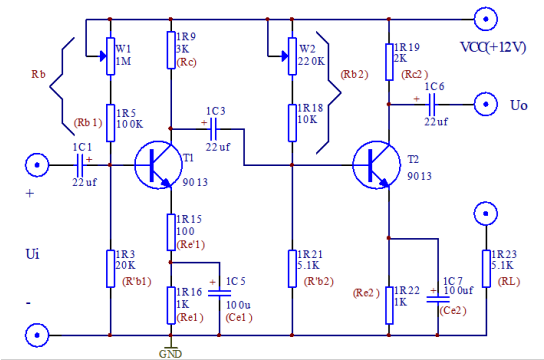 W1
1M
1R9
3K
(Rc)
W2
220K
1R19
2K
(Rc2)
VCC(+12V)
Rb
(Rb2)
1C6
+
22uf
Uo
(Rb1)
1R5
100K
1C3
+
22uf
1R18
10K
1C1
+
22uf
T1
9013
T2
9013
+
1R15
100
(Re'1)
Ui
1R3
20K
(R'b1)
1R21
5.1K
(R'b2)
1R23
5.1K
(RL)
-
1R16
1K
(Re1)
+
1C5
100u
(Ce1)
(Re2)
1R22
1K
+
1C7
100uf
(Ce2)
GND